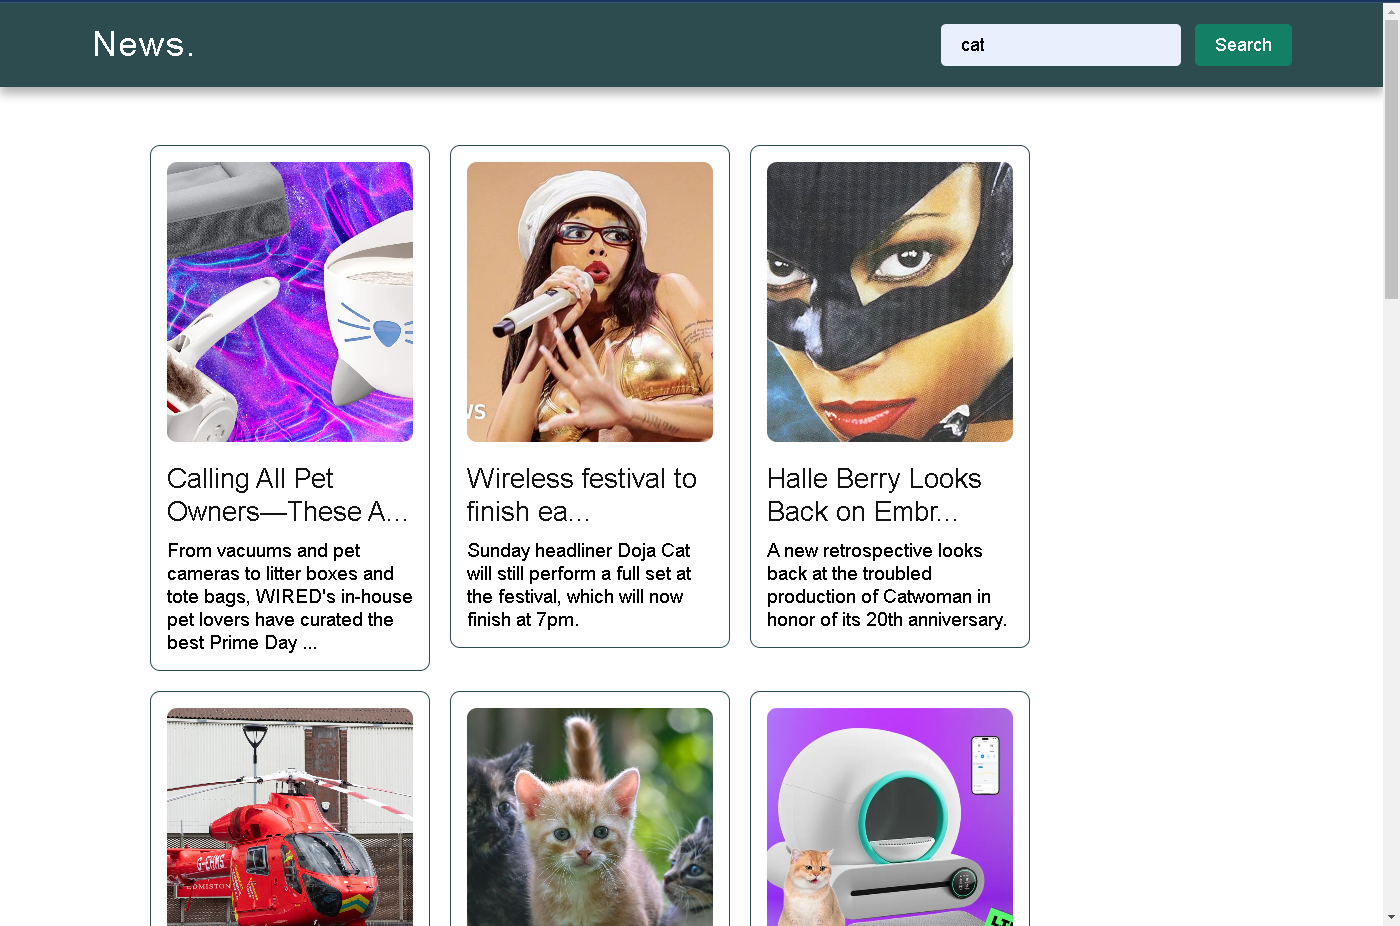 News.
cat
Search
WS
Calling All Pet
Owners—These A...
From vacuums and pet
cameras to litter boxes and
tote bags, WIRED's in-house
pet lovers have curated the
best Prime Day ...
Wireless festival to
finish ea...
Sunday headliner Doja Cat
will still perform a full set at
the festival, which will now
finish at 7pm.
Halle Berry Looks
Back on Embr...
A new retrospective looks
back at the troubled
production of Catwoman in
honor of its 20th anniversary.
G-EHMS
EDMISTON